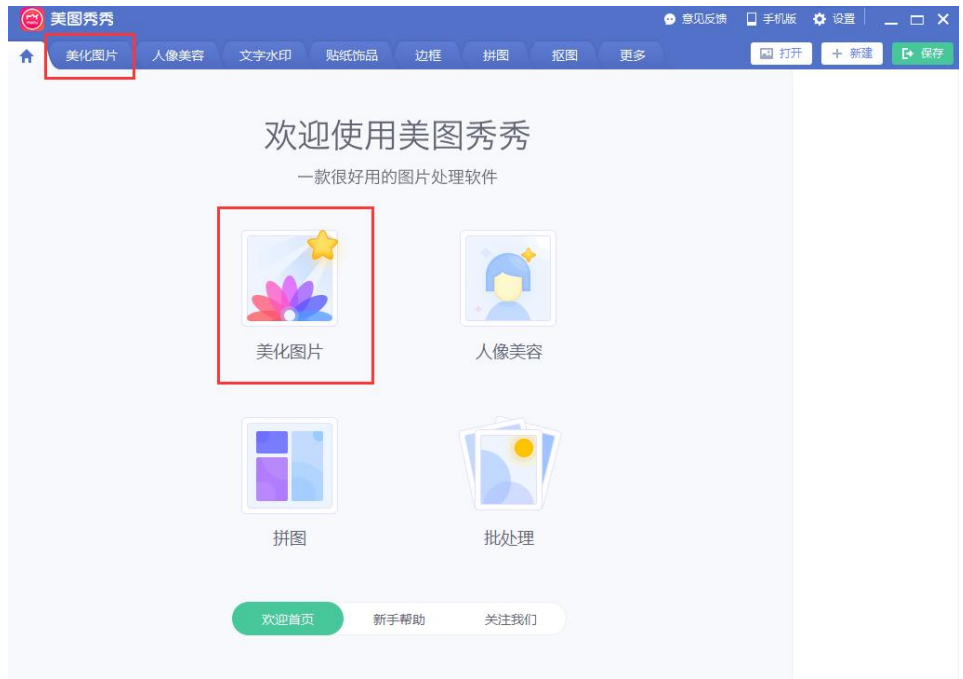 美图秀秀 意见反馈 手机版 设置
美化图片 人像美容 文字水印 贴纸饰品 边框 拼图 抠图 更多 打开 新建 保存
欢迎使用美图秀秀
一款很好用的图片处理软件
美化图片 人像美容
拼图 批处理
欢迎首页 新手帮助 关注我们